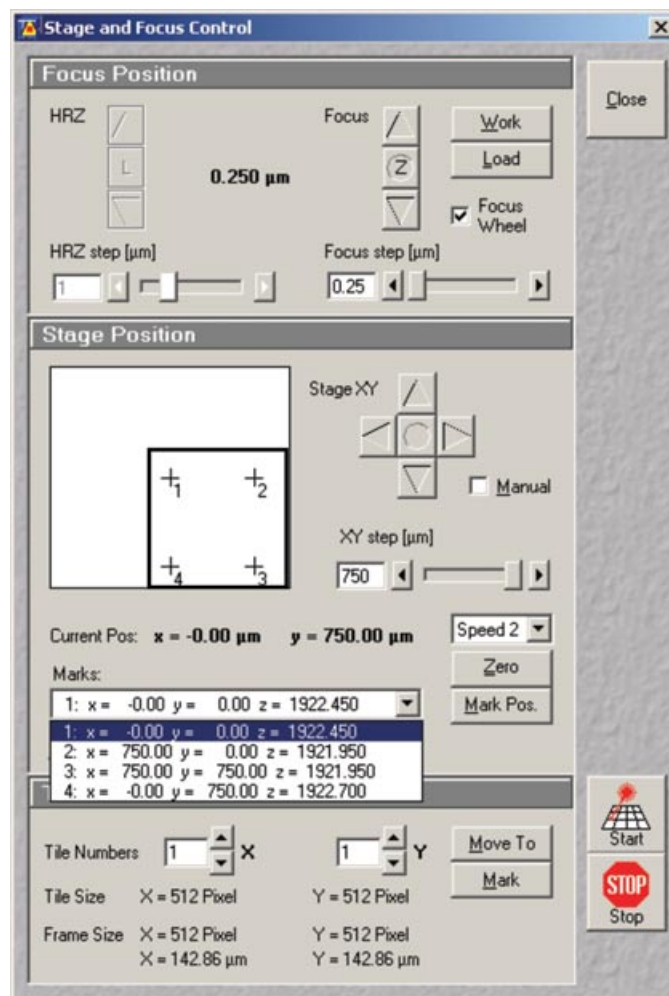 Stage and Focus Control
Close
Focus Position
HRZ
L
0.250 µm
Focus
Z
Work
Load
Focus
Wheel
HRZ step [µm]
1
Focus step [µm]
0.25
Stage Position
1 2
4 3
Stage XY
Manual
XY step [µm]
750
Current Pos: x = -0.00 µm y = 750.00 µm
Speed 2
Zero
Mark Pos.
Marks:
1: x = -0.00 y = 0.00 z = 1922.450
1: x = -0.00 y = 0.00 z = 1922.450
2: x = 750.00 y = 0.00 z = 1921.950
3: x = 750.00 y = 750.00 z = 1921.950
4: x = -0.00 y = 750.00 z = 1922.700
Tile Numbers 1 X 1 Y
Move To
Mark
Tile Size X = 512 Pixel Y = 512 Pixel
Frame Size X = 512 Pixel Y = 512 Pixel
X = 142.86 µm Y = 142.86 µm
Start
STOP
Stop